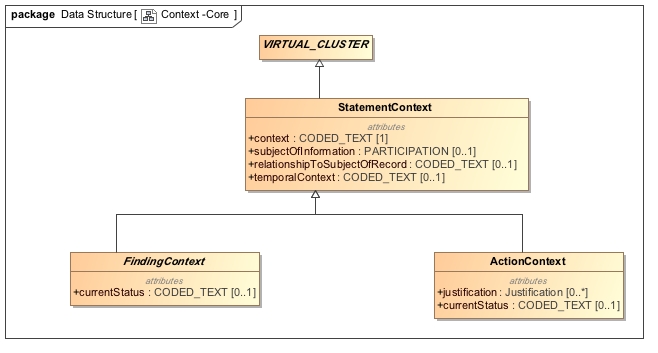 package Data Structure [ Context -Core ]
VIRTUAL_CLUSTER
StatementContext
attributes
+context : CODED_TEXT [1]
+subjectOfInformation : PARTICIPATION [0..1]
+relationshipToSubjectOfRecord : CODED_TEXT [0..1]
+temporalContext : CODED_TEXT [0..1]
FindingContext
attributes
+currentStatus : CODED_TEXT [0..1]
ActionContext
attributes
+justification : Justification [0..*]
+currentStatus : CODED_TEXT [0..1]